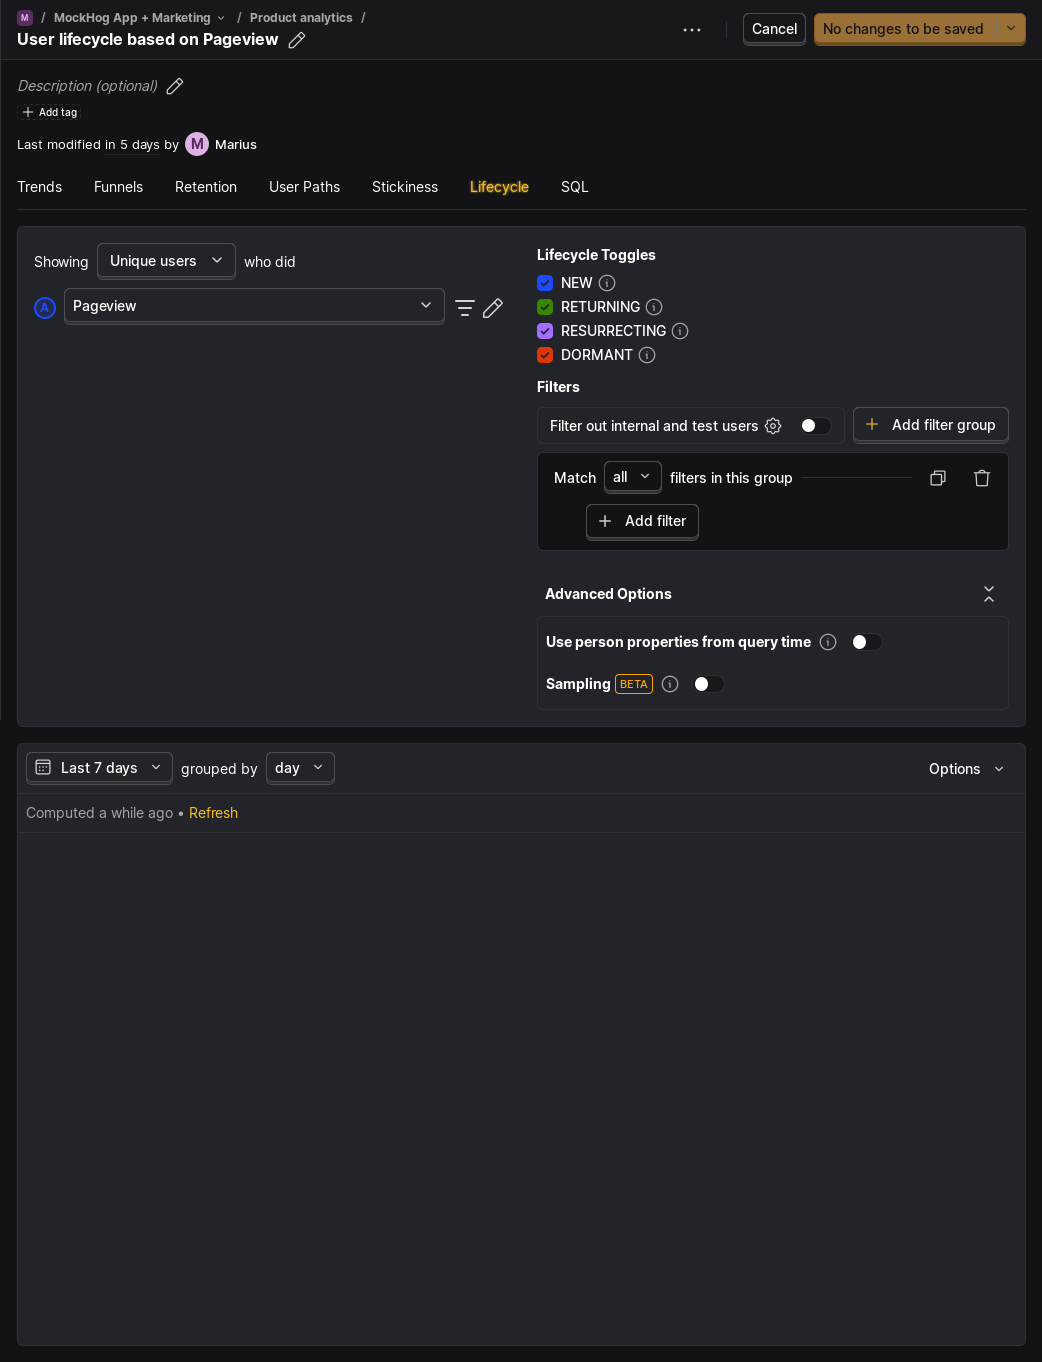 M / MockHog App + Marketing / Product analytics /
User lifecycle based on Pageview
Cancel
No changes to be saved
Description (optional)
Add tag
Last modified in 5 days by M Marius
Trends Funnels Retention User Paths Stickiness Lifecycle SQL
Showing Unique users who did
A Pageview
Lifecycle Toggles
NEW
RETURNING
RESURRECTING
DORMANT
Filters
Filter out internal and test users
Add filter group
Match all filters in this group
Add filter
Advanced Options
Use person properties from query time
Sampling BETA
Last 7 days grouped by day
Options
Computed a while ago • Refresh